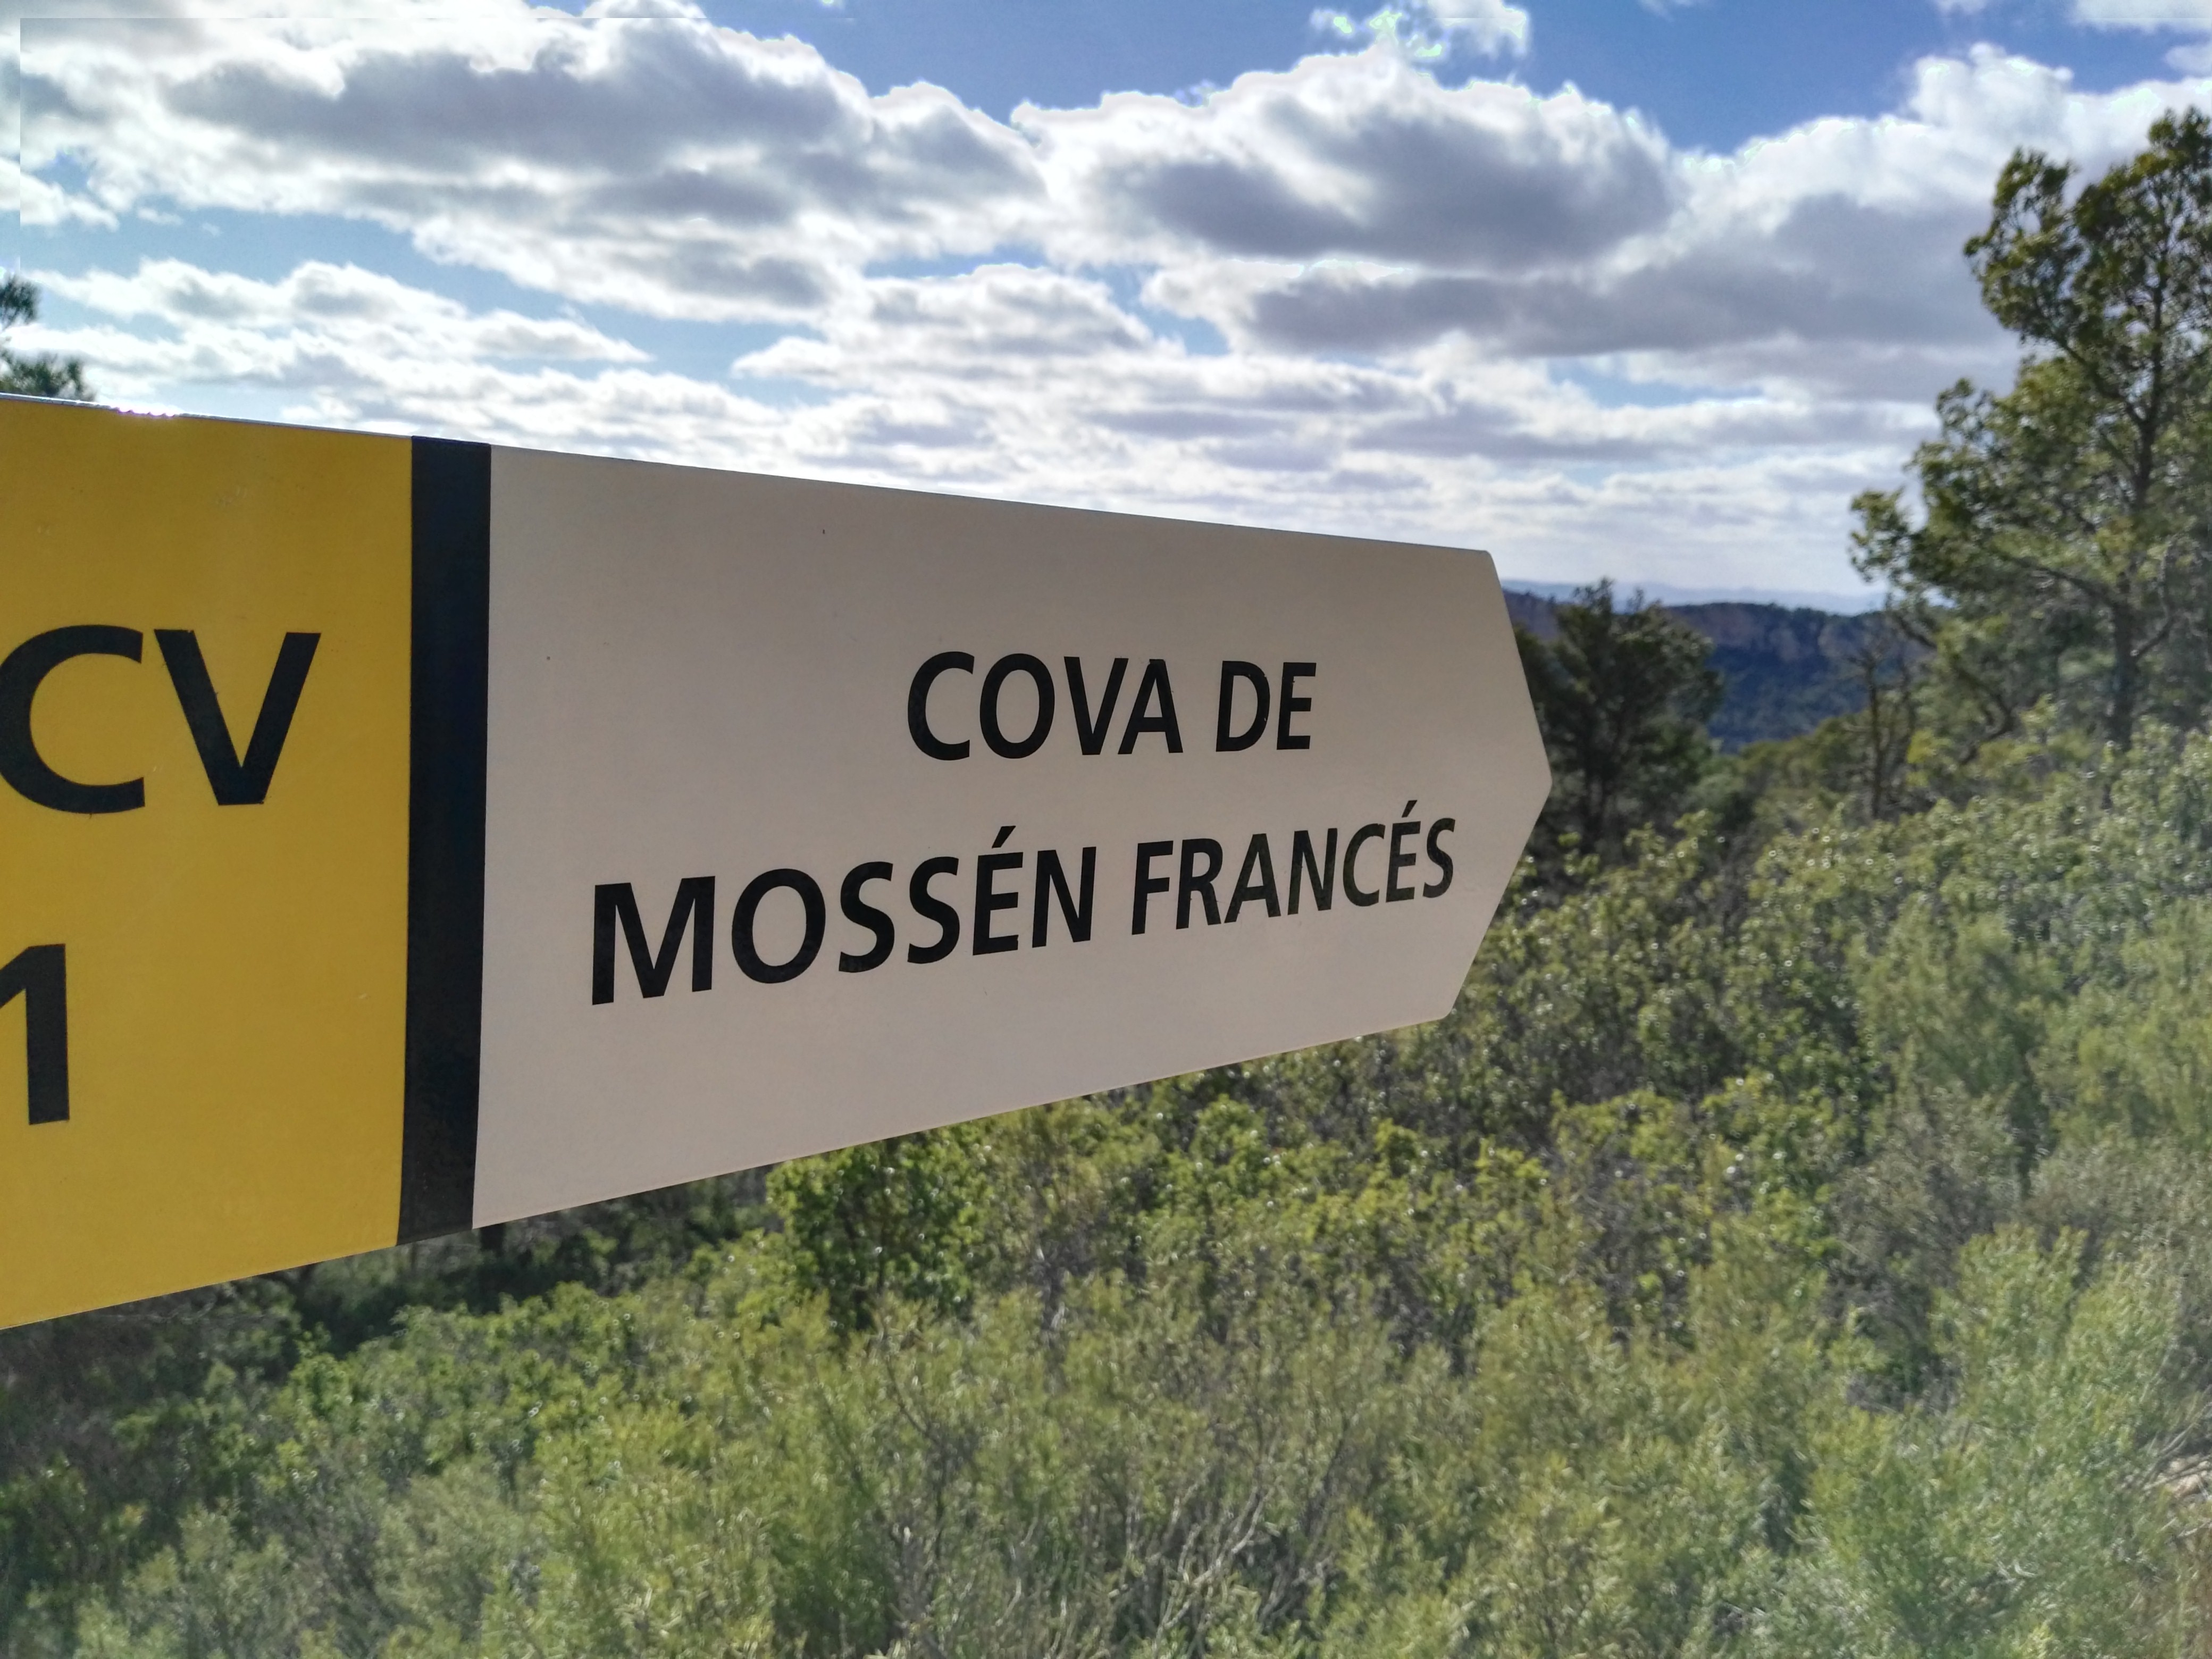 CV
1
COVA DE
MOSSÉN FRANCÉS